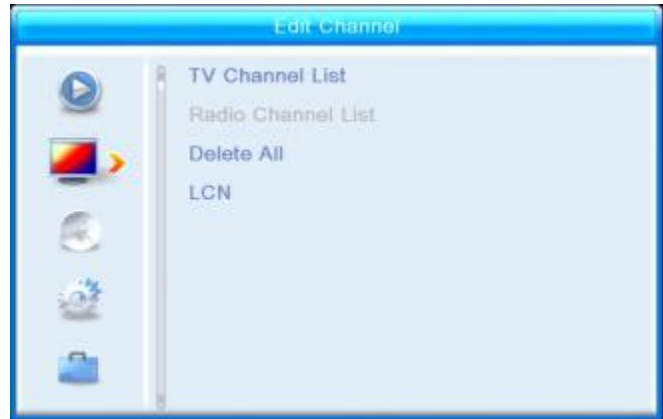 Edit Channel
TV Channel List
Radio Channel List
Delete All
LCN